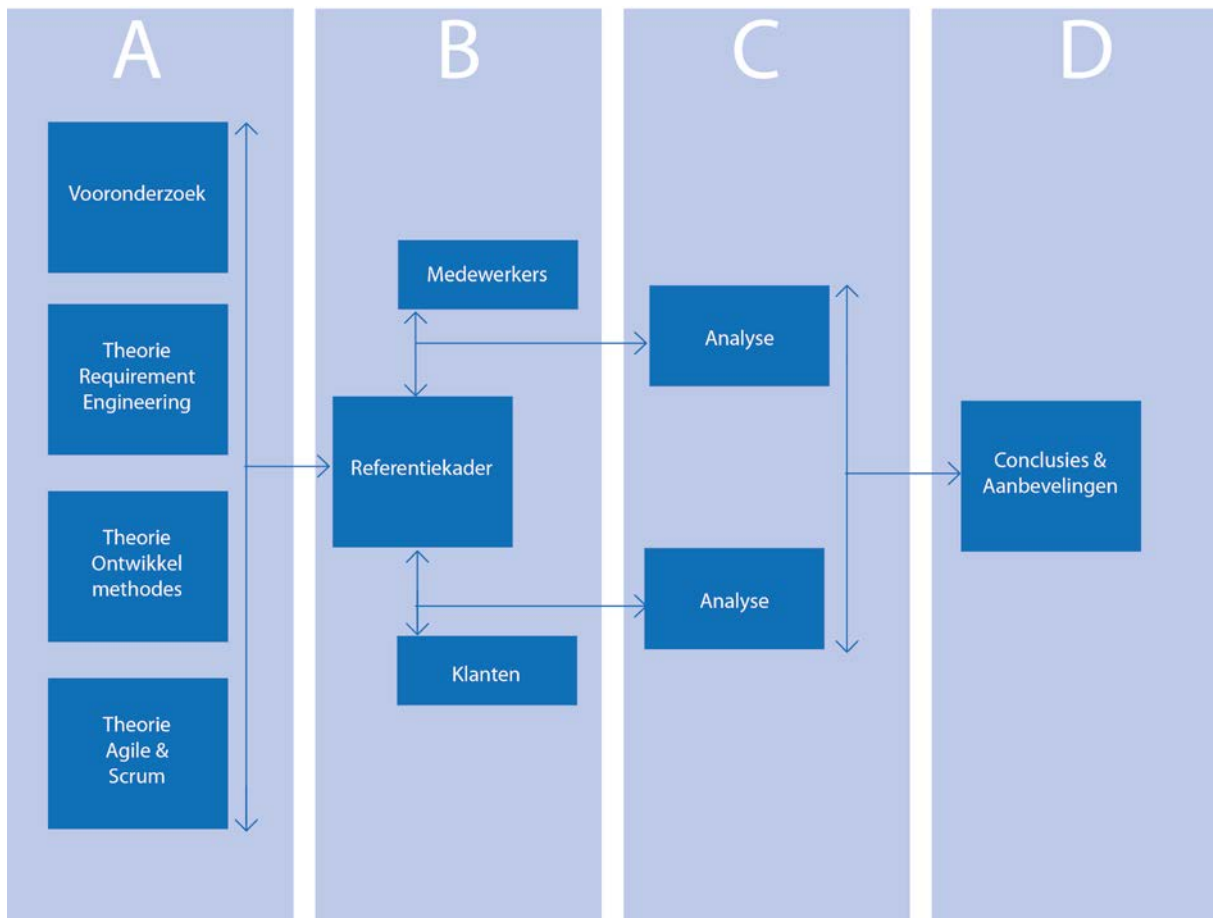 A
B
C
D
Vooronderzoek
Theorie
Requirement
Engineering
Theorie
Ontwikkel
methodes
Theorie
Agile &
Scrum
Medewerkers
Referentiekader
Klanten
Analyse
Analyse
Conclusies &
Aanbevelingen